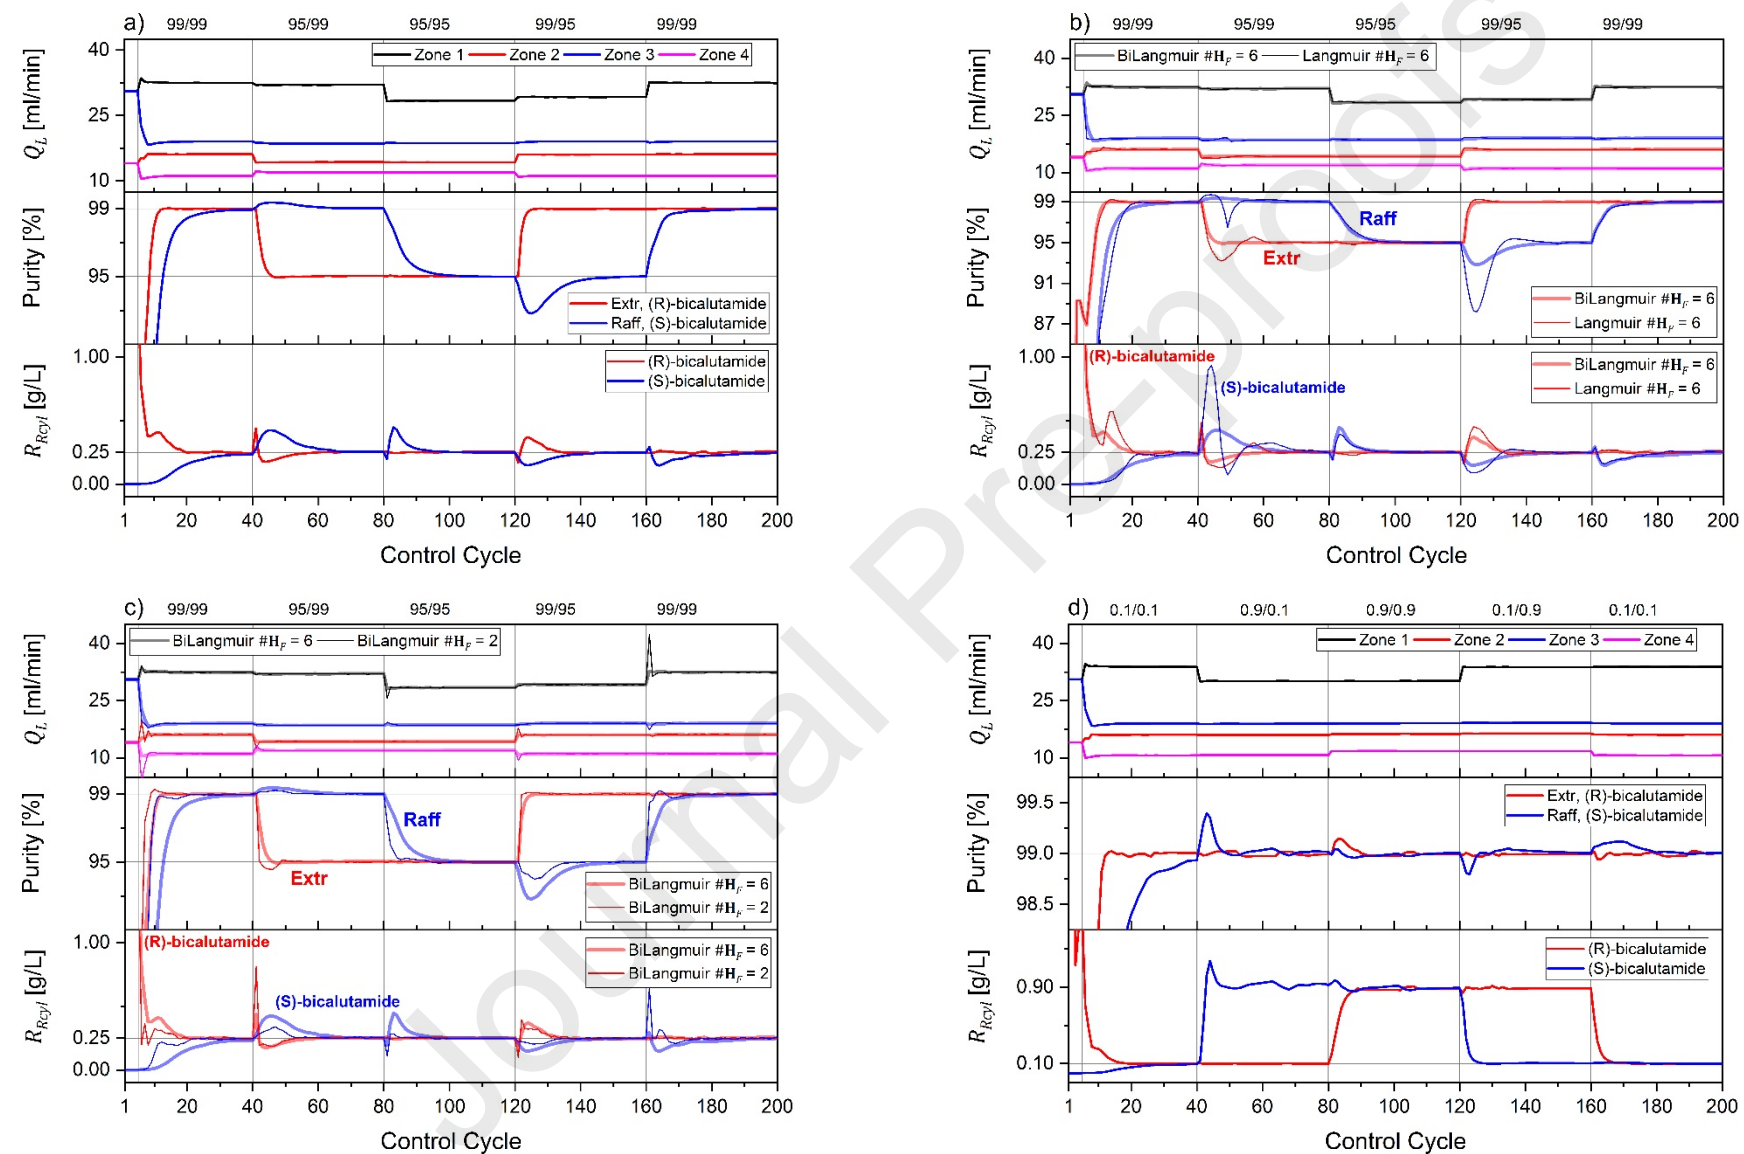 a) 99/99 95/99 95/95 99/95 99/99
Zone 1 Zone 2 Zone 3 Zone 4
40
25
10
Q_L [ml/min]
99
95
Purity [%]
Extr, (R)-bicalutamide
Raff, (S)-bicalutamide
1.00
0.25
0.00
R_Rcyl [g/L]
(R)-bicalutamide
(S)-bicalutamide
1 20 40 60 80 100 120 140 160 180 200
Control Cycle
b) 99/99 95/99 95/95 99/95 99/99
BiLangmuir #H_F = 6 Langmuir #H_F = 6
40
25
10
Q_L [ml/min]
99
95
91
87
Purity [%]
Raff
Extr
BiLangmuir #H_F = 6
Langmuir #H_F = 6
1.00
0.25
0.00
R_Rcyl [g/L]
(R)-bicalutamide
(S)-bicalutamide
BiLangmuir #H_F = 6
Langmuir #H_F = 6
1 20 40 60 80 100 120 140 160 180 200
Control Cycle
c) 99/99 95/99 95/95 99/95 99/99
BiLangmuir #H_F = 6 BiLangmuir #H_F = 2
40
25
10
Q_L [ml/min]
99
95
Purity [%]
Raff
Extr
BiLangmuir #H_F = 6
BiLangmuir #H_F = 2
1.00
0.25
0.00
R_Rcyl [g/L]
(R)-bicalutamide
(S)-bicalutamide
BiLangmuir #H_F = 6
BiLangmuir #H_F = 2
1 20 40 60 80 100 120 140 160 180 200
Control Cycle
d) 0.1/0.1 0.9/0.1 0.9/0.9 0.1/0.9 0.1/0.1
Zone 1 Zone 2 Zone 3 Zone 4
40
25
10
Q_L [ml/min]
99.5
99.0
98.5
Purity [%]
Extr, (R)-bicalutamide
Raff, (S)-bicalutamide
0.90
0.10
R_Rcyl [g/L]
(R)-bicalutamide
(S)-bicalutamide
1 20 40 60 80 100 120 140 160 180 200
Control Cycle
Journal Pre-proofs